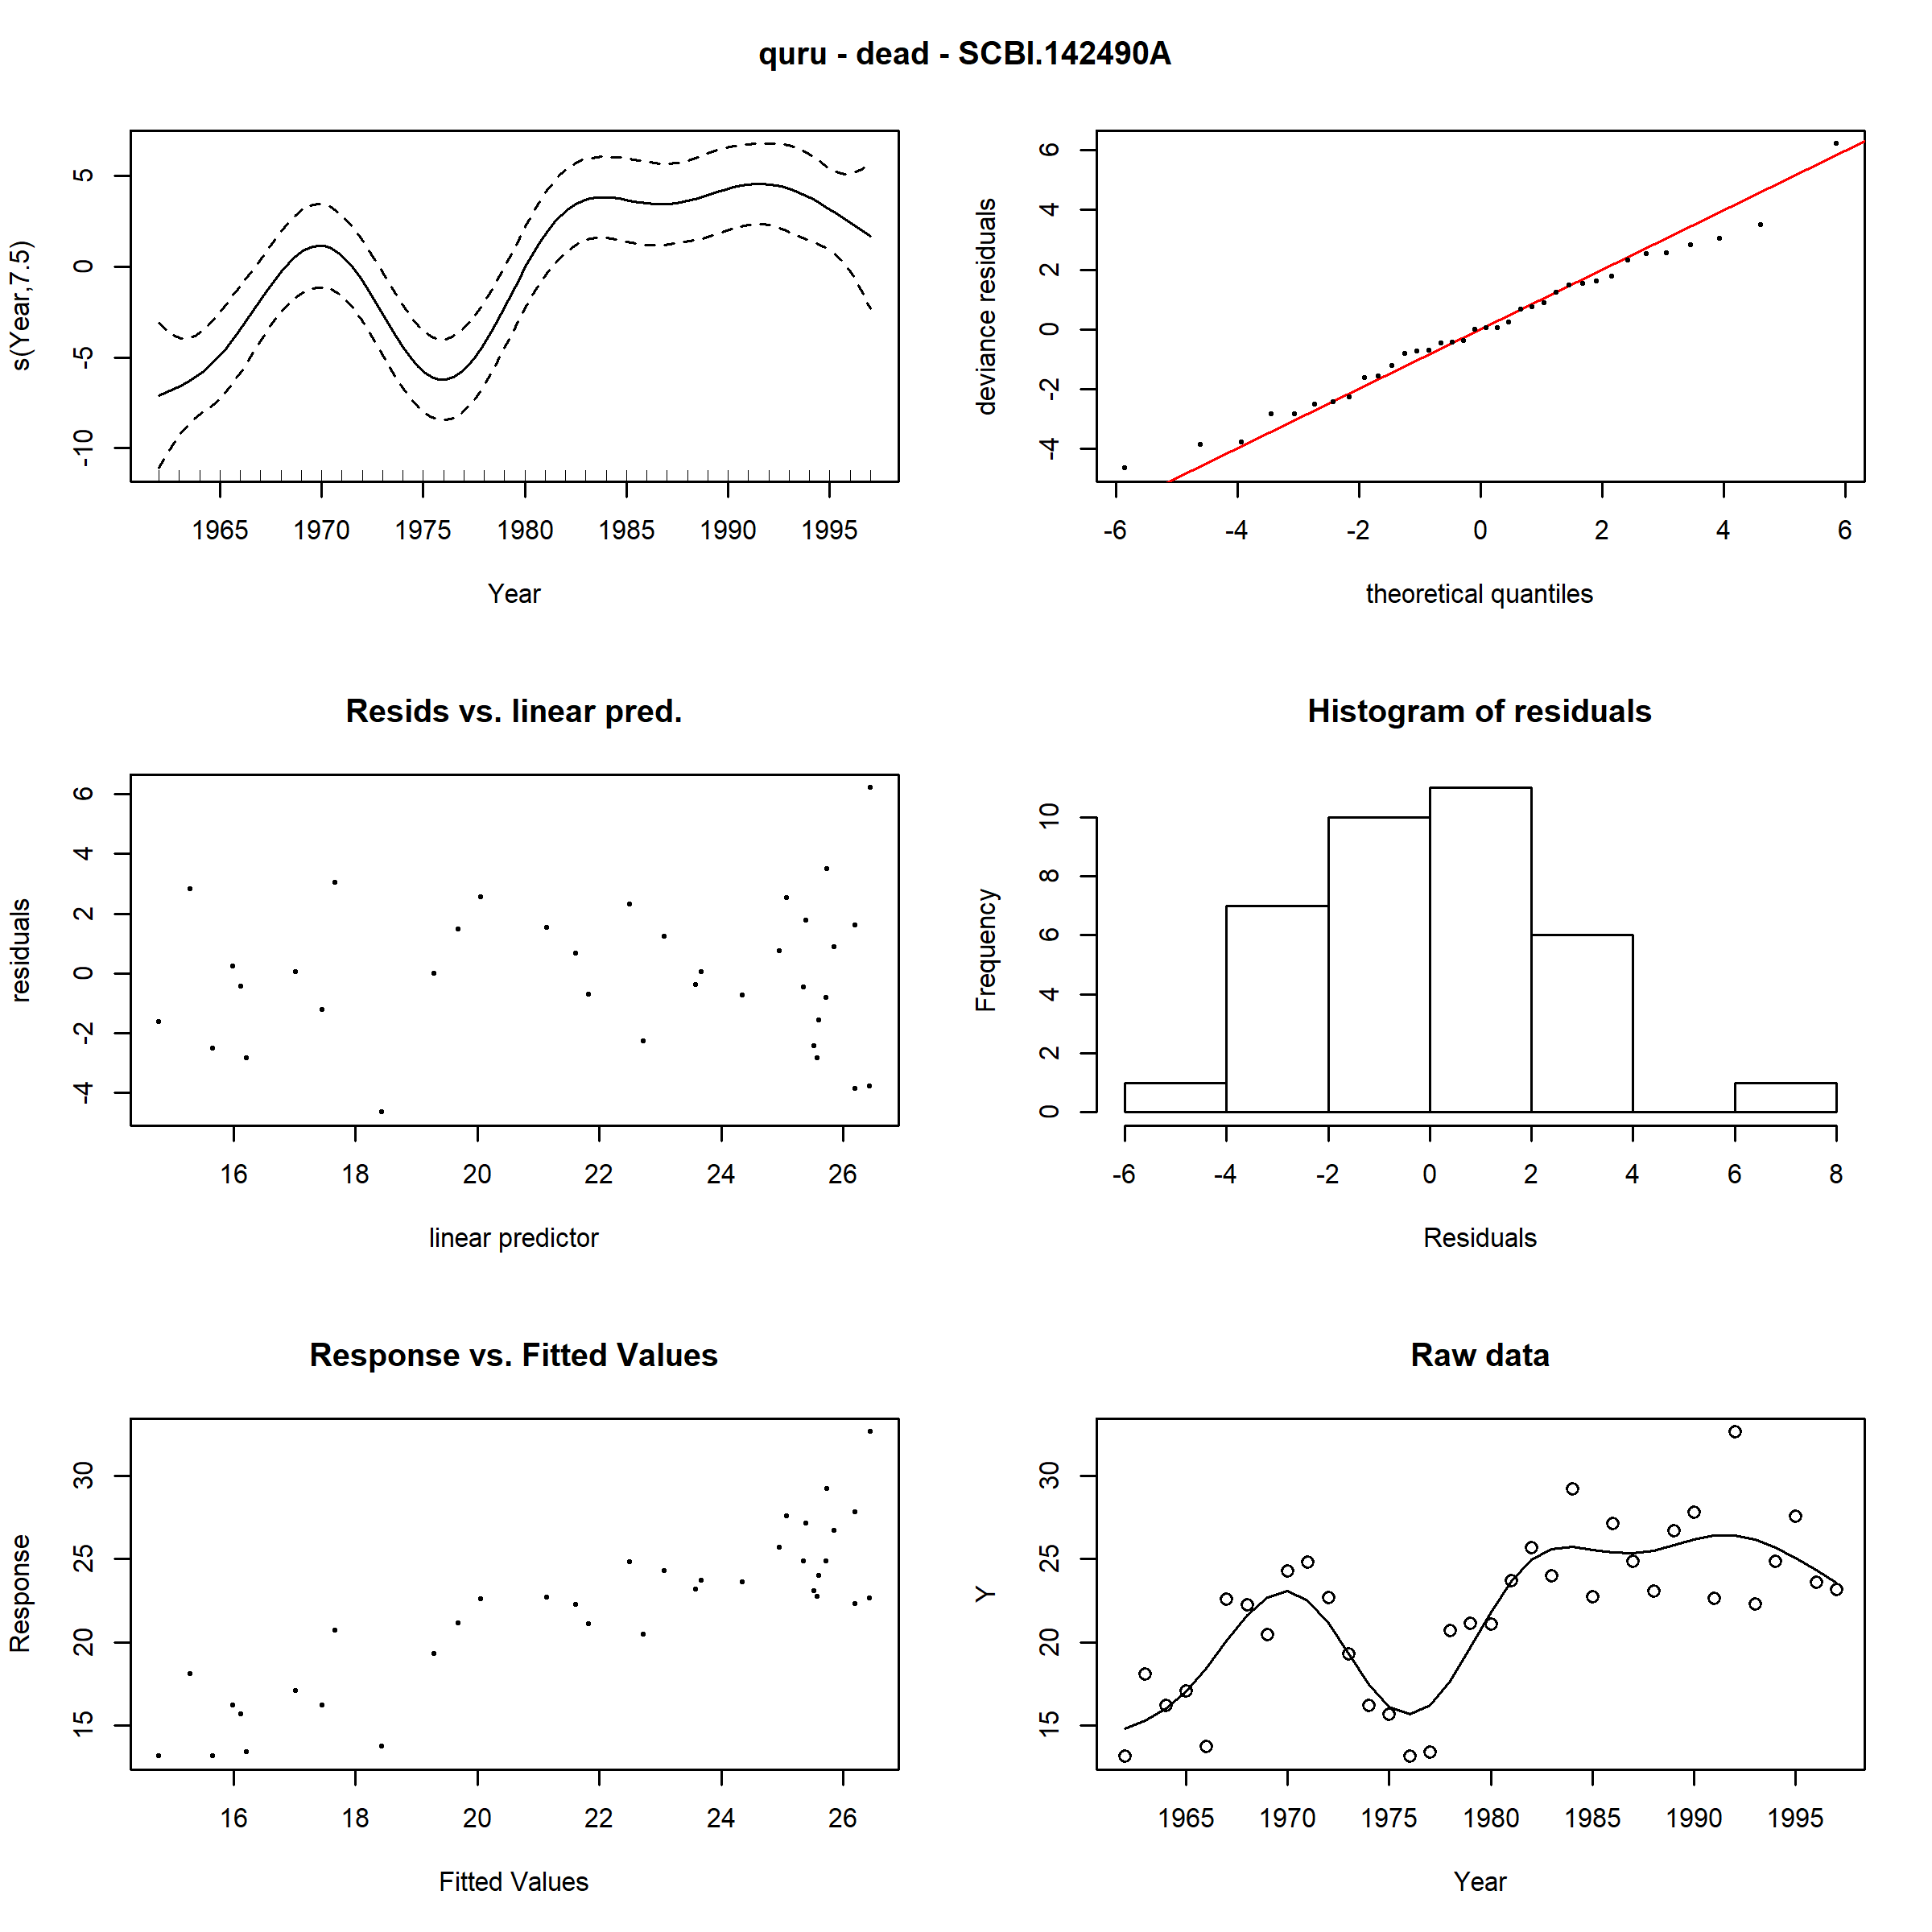 quru - dead - SCBI.142490A
s(Year,7.5)
5
0
-5
-10
1965 1970 1975 1980 1985 1990 1995
Year
deviance residuals
6
4
2
0
-2
-4
-6 -4 -2 0 2 4 6
theoretical quantiles
Resids vs. linear pred.
residuals
6
4
2
0
-2
-4
16 18 20 22 24 26
linear predictor
Histogram of residuals
Frequency
10
8
6
4
2
0
-6 -4 -2 0 2 4 6 8
Residuals
Response vs. Fitted Values
Response
30
25
20
15
16 18 20 22 24 26
Fitted Values
Raw data
Y
30
25
20
15
1965 1970 1975 1980 1985 1990 1995
Year